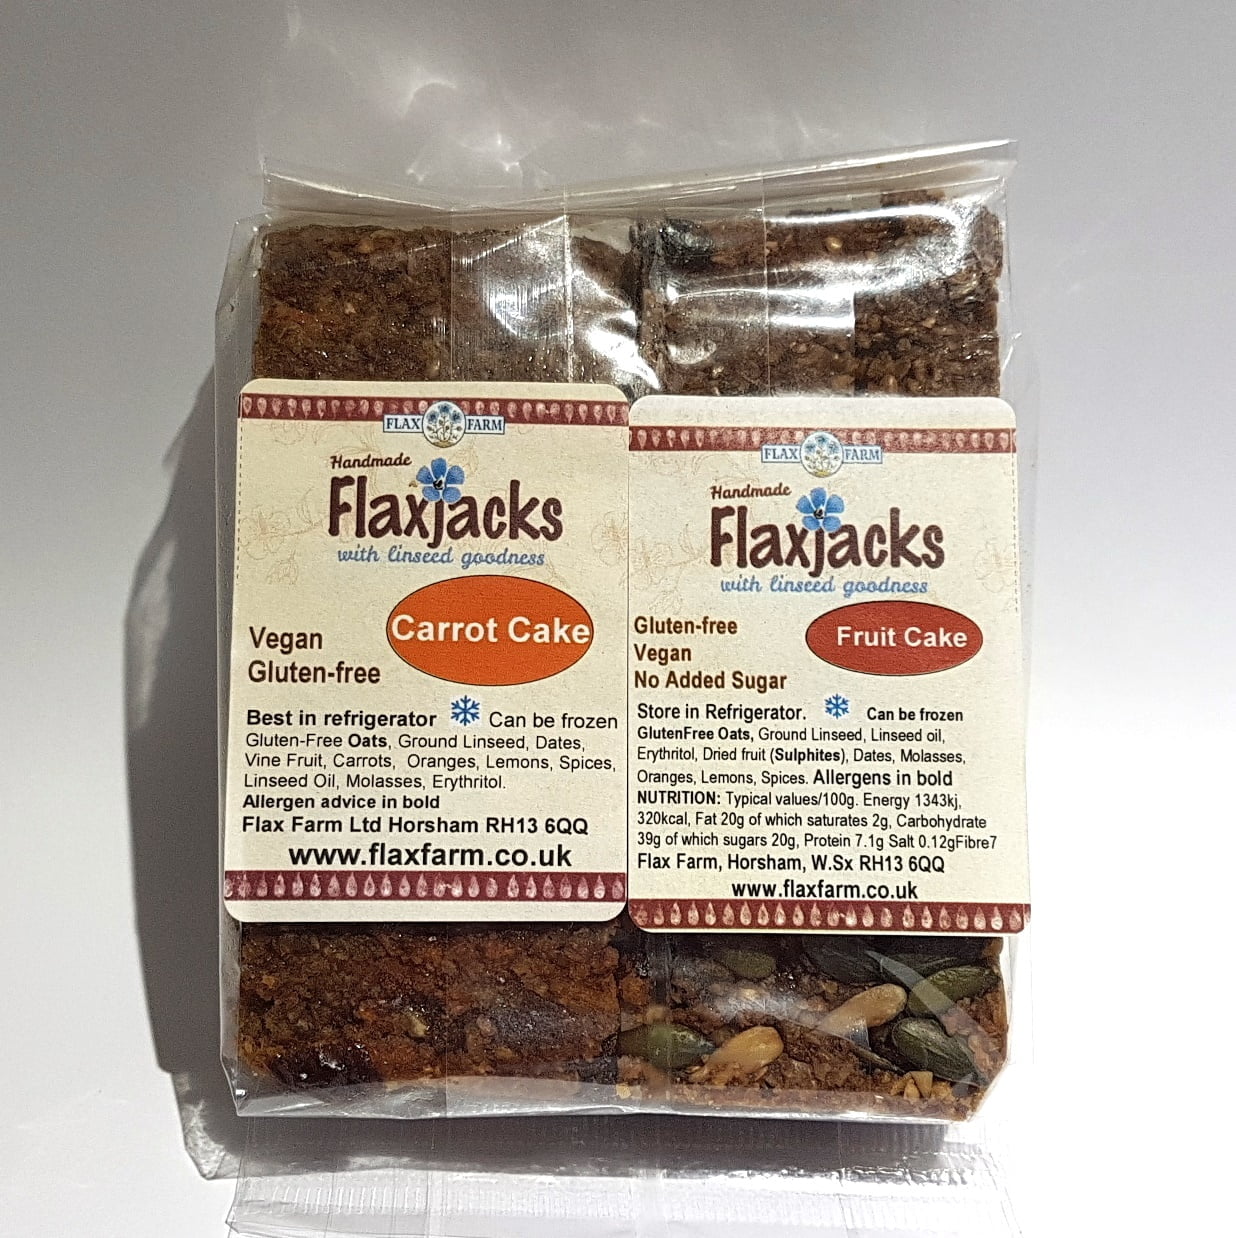 FLAX FARM
Handmade
Flaxjacks
with linseed goodness
Carrot Cake
Vegan
Gluten-free
Best in refrigerator Can be frozen
Gluten-Free Oats, Ground Linseed, Dates,
Vine Fruit, Carrots, Oranges, Lemons, Spices,
Linseed Oil, Molasses, Erythritol.
Allergen advice in bold
Flax Farm Ltd Horsham RH13 6QQ
www.flaxfarm.co.uk
FLAX FARM
Handmade
Flaxjacks
with linseed goodness
Gluten-free
Fruit Cake
Vegan
No Added Sugar
Store in Refrigerator. Can be frozen
GlutenFree Oats, Ground Linseed, Linseed oil,
Erythritol, Dried fruit (Sulphites), Dates, Molasses,
Oranges, Lemons, Spices. Allergens in bold
NUTRITION: Typical values/100g. Energy 1343kj,
320kcal, Fat 20g of which saturates 2g, Carbohydrate
39g of which sugars 20g, Protein 7.1g Salt 0.12gFibre7
Flax Farm, Horsham, W.Sx RH13 6QQ
www.flaxfarm.co.uk